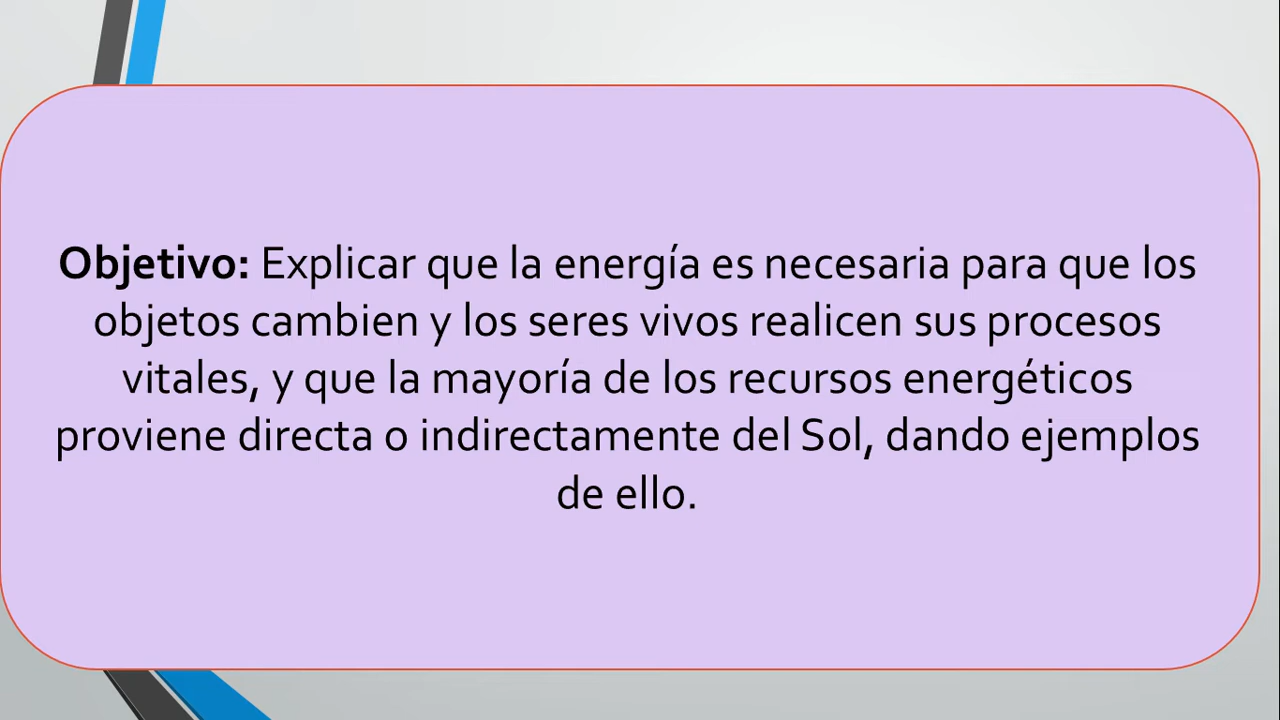 Objetivo: Explicar que la energía es necesaria para que los
objetos cambien y los seres vivos realicen sus procesos
vitales, y que la mayoría de los recursos energéticos
proviene directa o indirectamente del Sol, dando ejemplos
de ello.